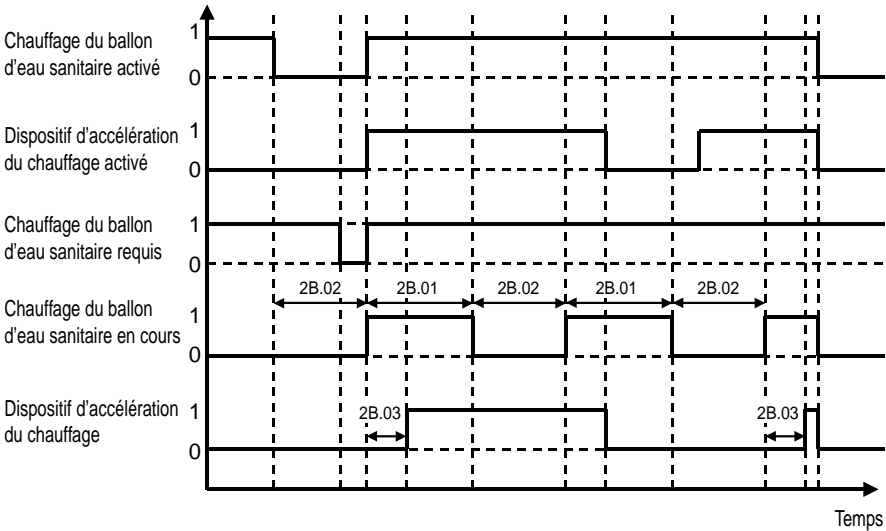 Chauffage du ballon
d'eau sanitaire activé
1
0
Dispositif d'accélération
du chauffage activé
1
0
Chauffage du ballon
d'eau sanitaire requis
1
0
2B.02 2B.01 2B.02 2B.01 2B.02
Chauffage du ballon
d'eau sanitaire en cours
1
0
Dispositif d'accélération
du chauffage
1
0
2B.03 2B.03
Temps